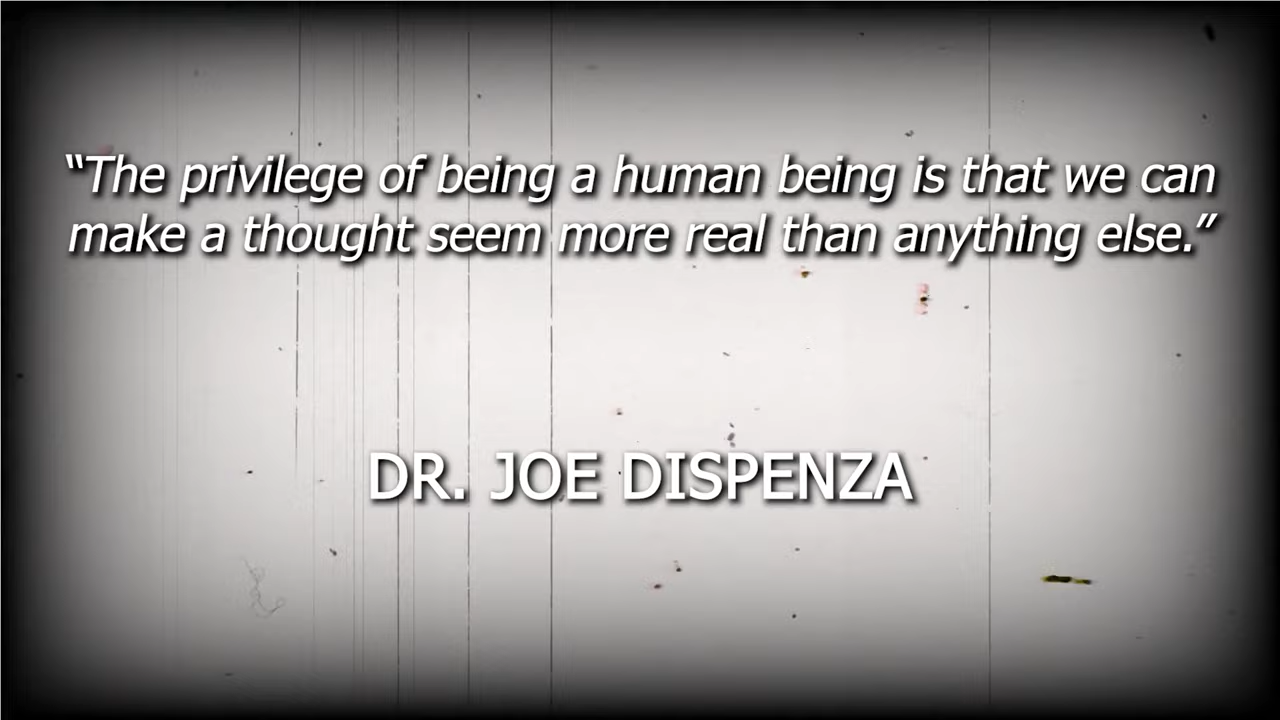 “The privilege of being a human being is that we can
make a thought seem more real than anything else.”
DR. JOE DISPENZA